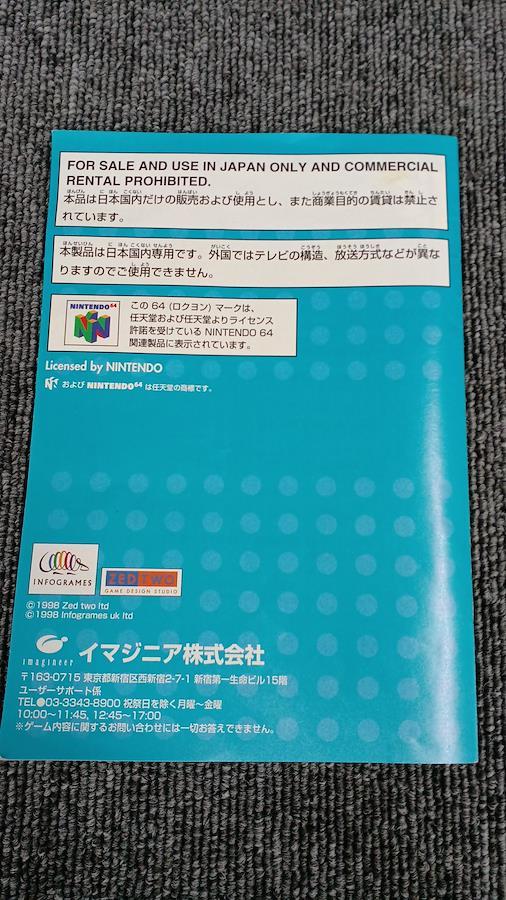 FOR SALE AND USE IN JAPAN ONLY AND COMMERCIAL
RENTAL PROHIBITED.
本品は日本国内だけの販売および使用とし、また商業目的の賃貸は禁止さ
れています。
本製品は日本国内専用です。外国ではテレビの構造、放送方式などが異な
りますのでご使用できません。
NINTENDO 64
この 64 (ロクヨン) マークは、
任天堂および任天堂よりライセンス
許諾を受けている NINTENDO 64
関連製品に表示されています。
Licensed by NINTENDO
および NINTENDO 64 は任天堂の商標です。
INFOGRAMES
ZED TWO
GAME DESIGN STUDIO
©1998 Zed two ltd
©1998 Infogrames uk ltd
imagineer
イマジニア株式会社
〒163-0715 東京都新宿区西新宿2-7-1 新宿第一生命ビル15階
ユーザーサポート係
TEL●03-3343-8900 祝祭日を除く月曜～金曜
10:00～11:45, 12:45～17:00
※ゲーム内容に関するお問い合わせには一切お答えできません。